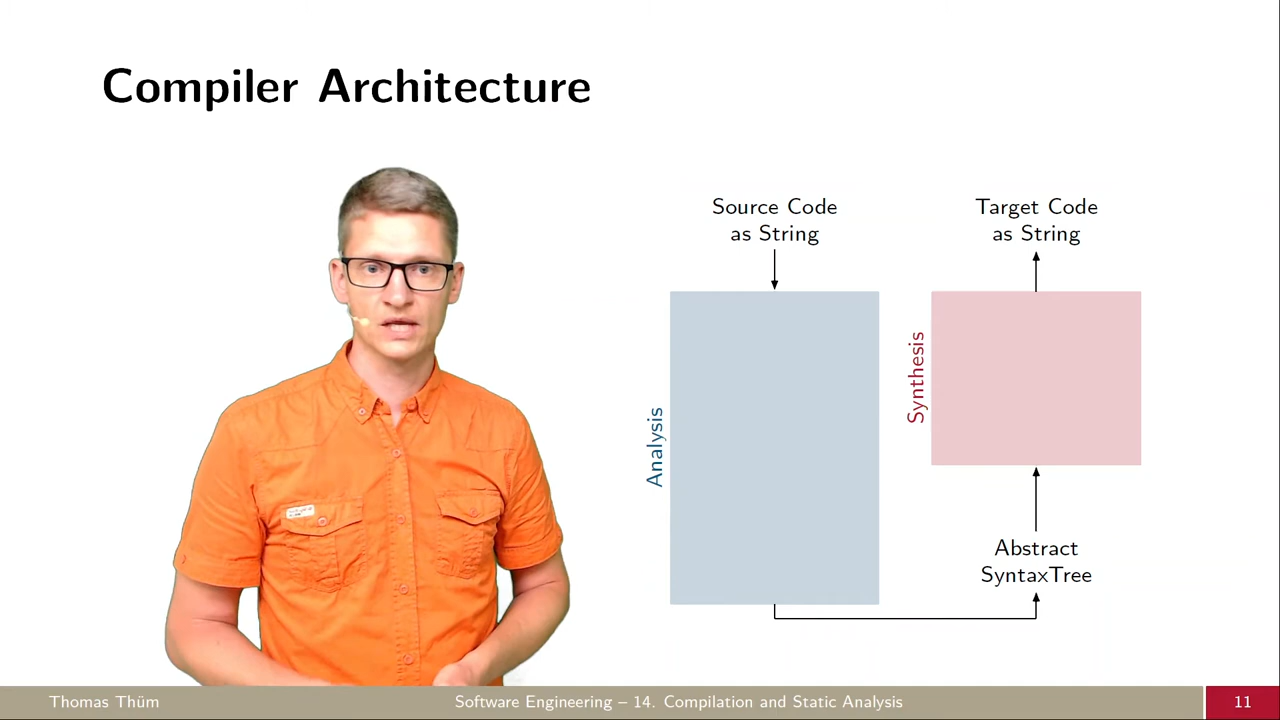 Compiler Architecture
Source Code
as String
Target Code
as String
Analysis
Synthesis
Abstract
SyntaxTree
Thomas Thüm
Software Engineering – 14. Compilation and Static Analysis
11